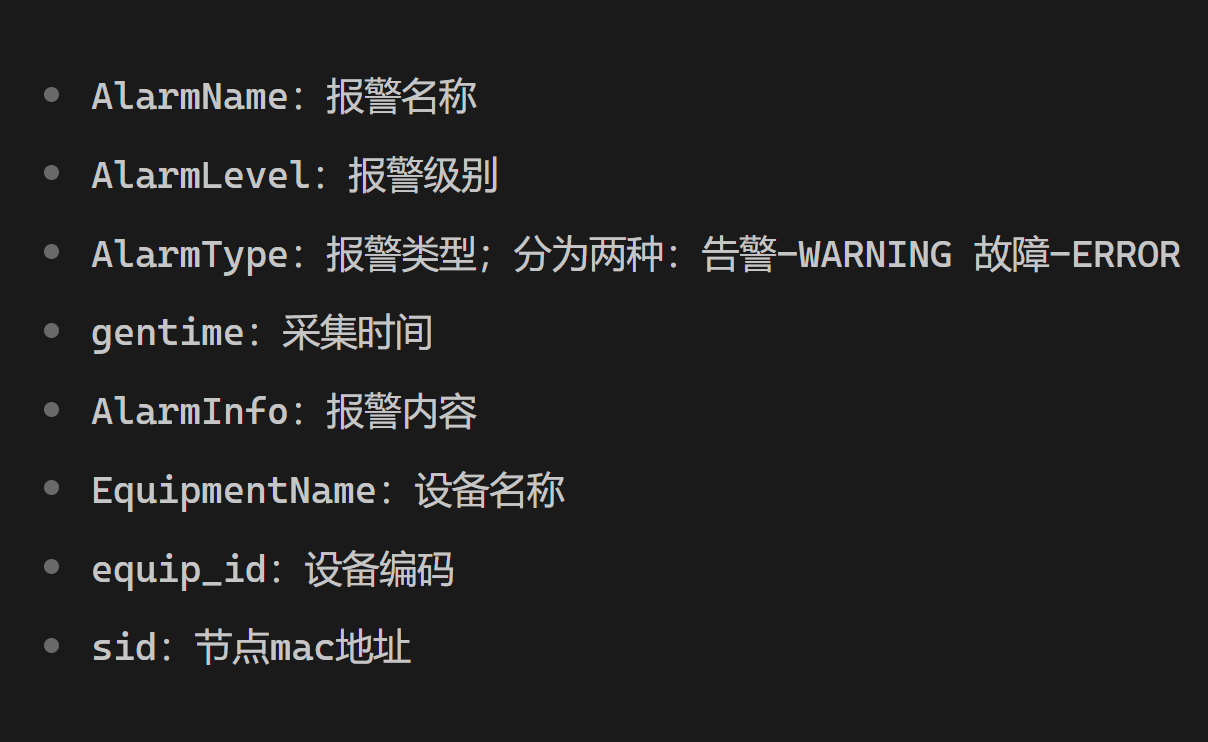 AlarmName：报警名称
AlarmLevel：报警级别
AlarmType：报警类型；分为两种：告警-WARNING 故障-ERROR
gentime：采集时间
AlarmInfo：报警内容
EquipmentName：设备名称
equip_id：设备编码
sid：节点mac地址